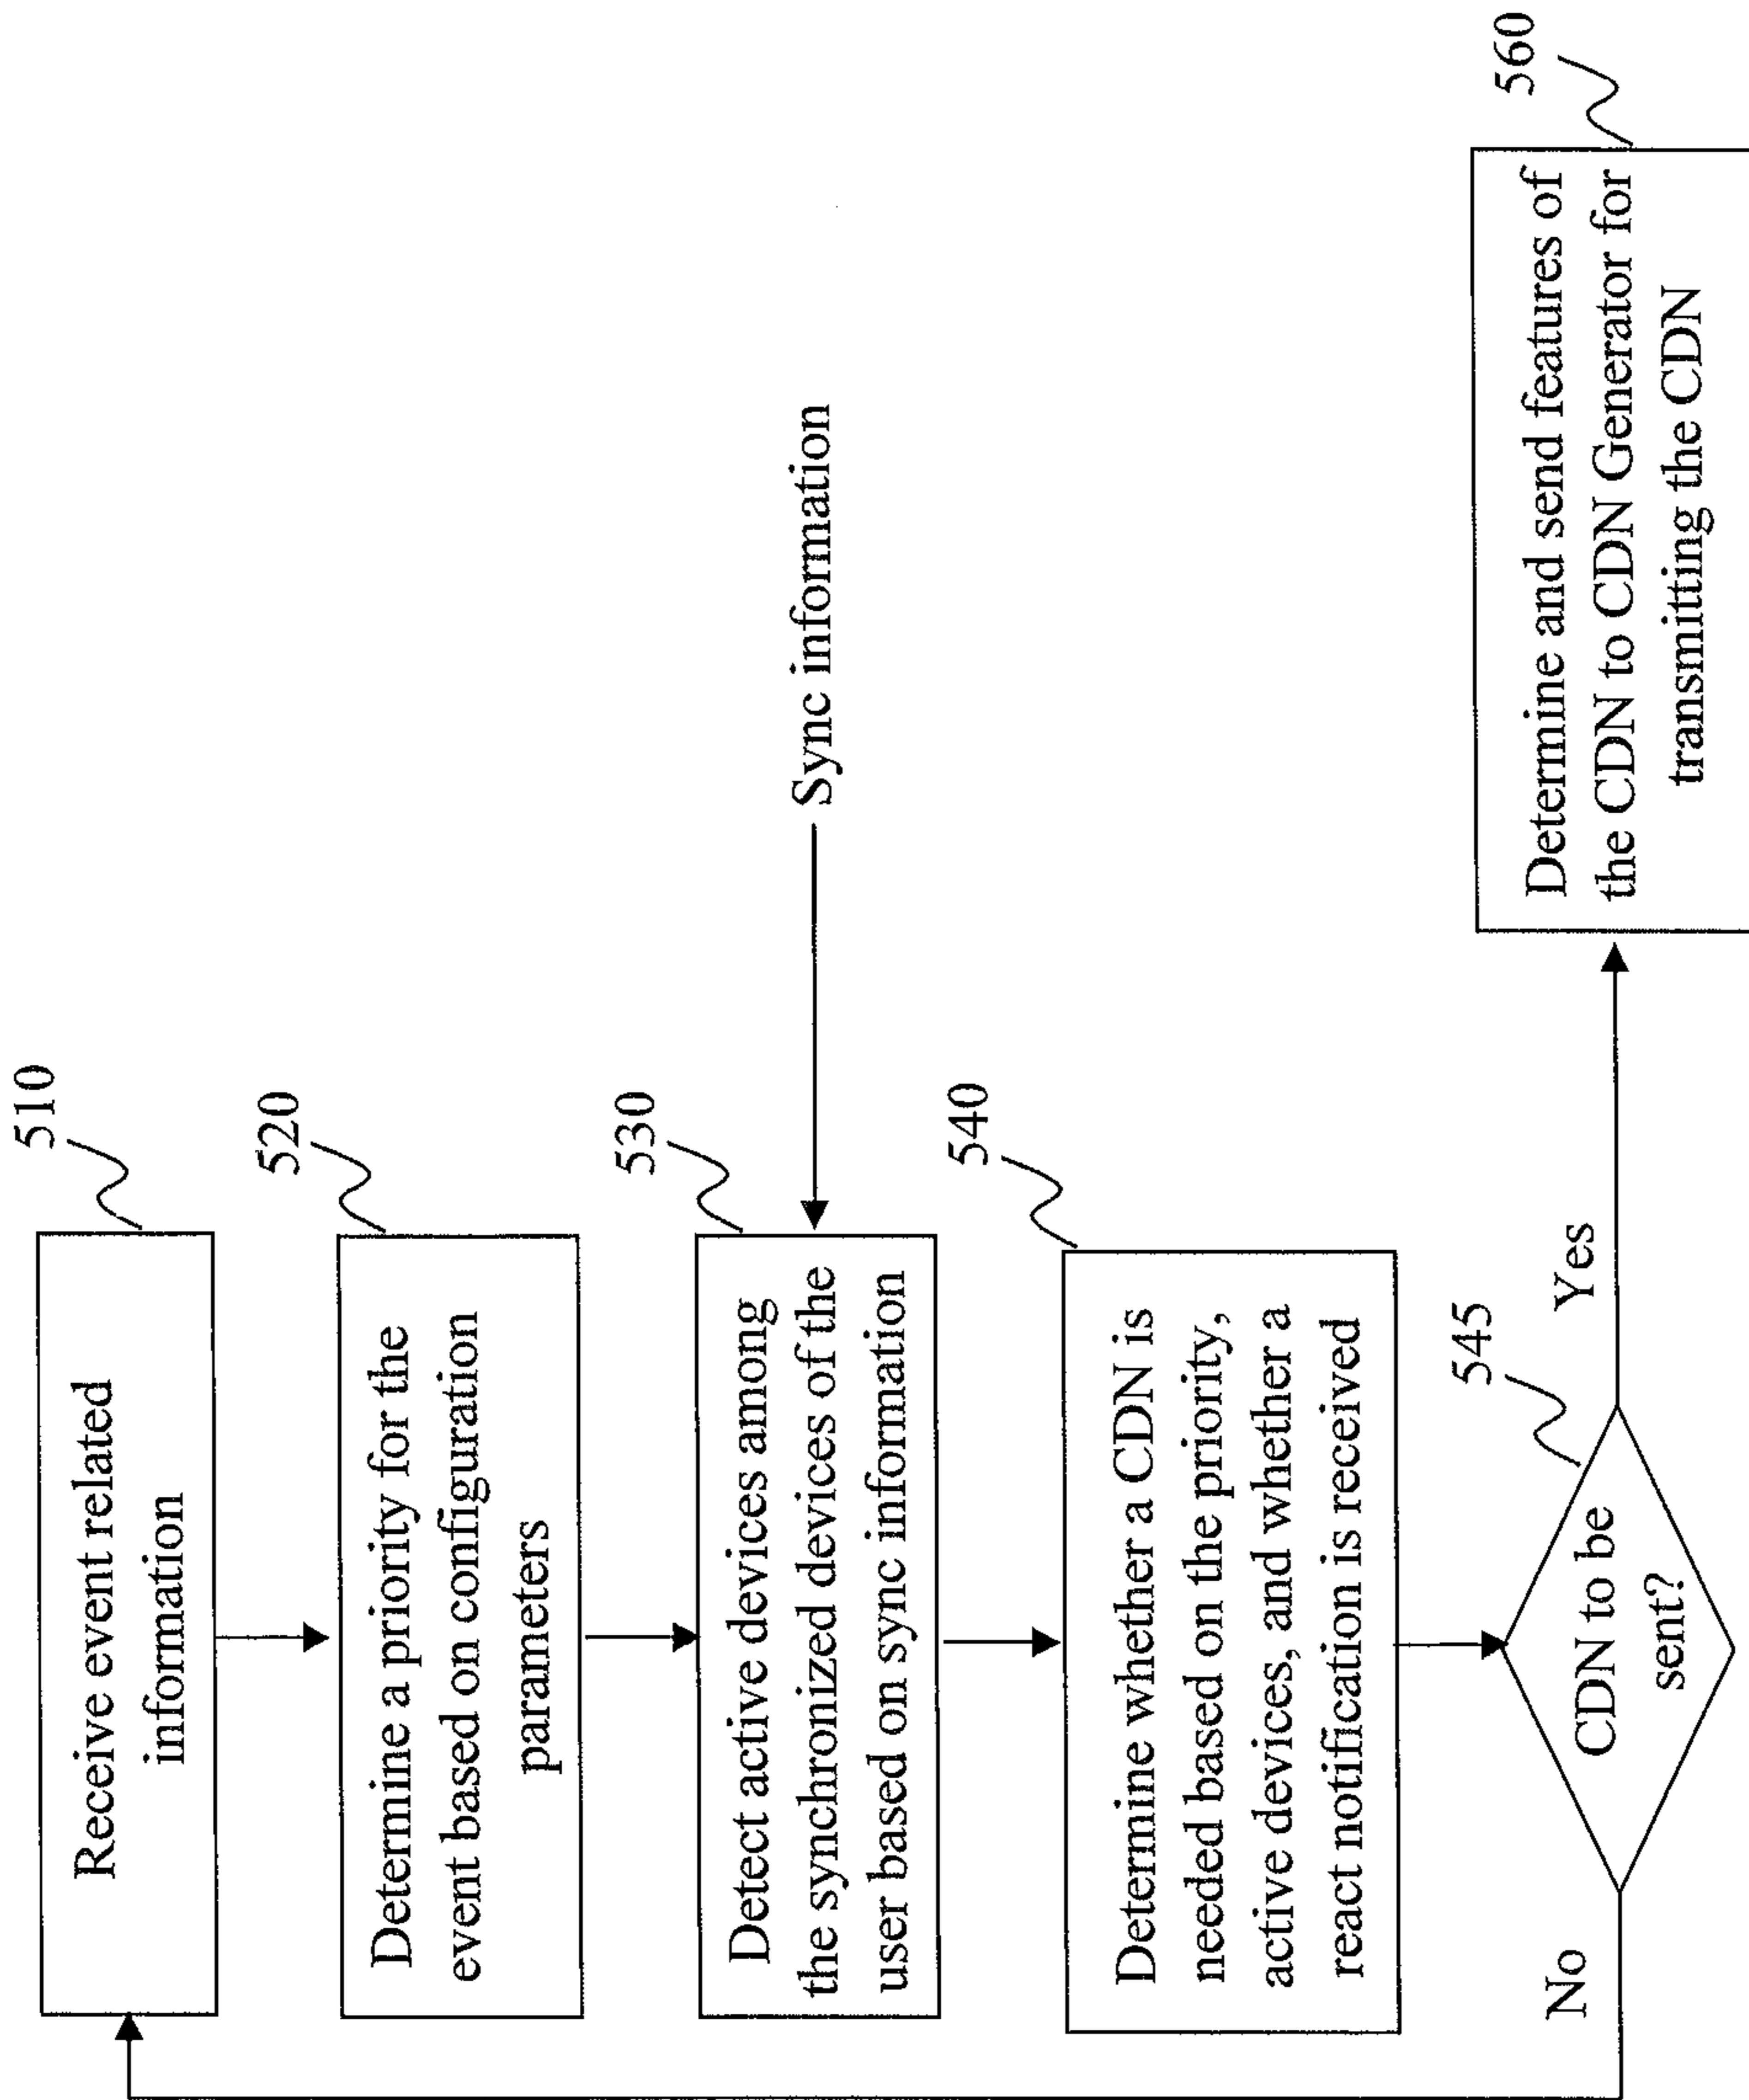 510
Receive event related
information
520
Determine a priority for the
event based on configuration
parameters
530
Detect active devices among
the synchronized devices of the
user based on sync information
Sync information
540
Determine whether a CDN is
needed based on the priority,
active devices, and whether a
react notification is received
545
CDN to be
sent?
No
Yes
560
Determine and send features of
the CDN to CDN Generator for
transmitting the CDN